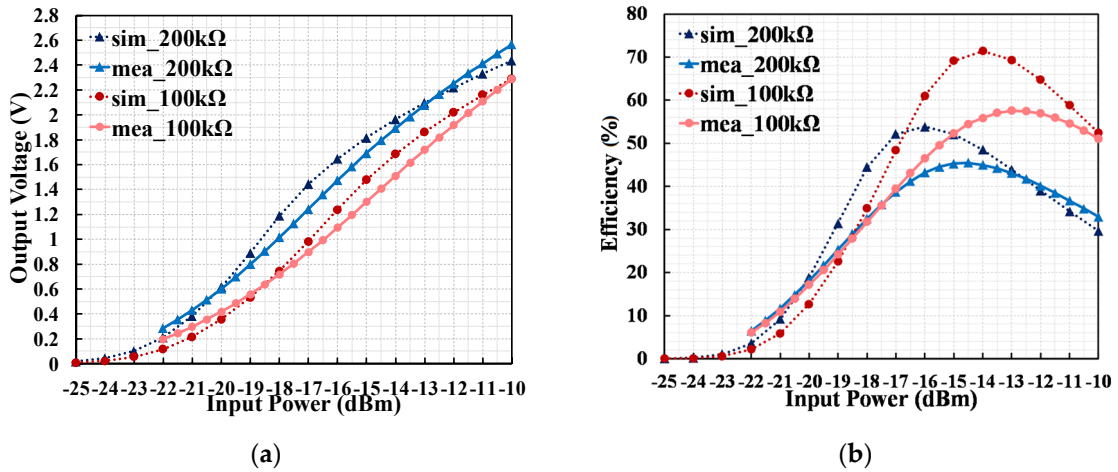 2.8
2.6
2.4
2.2
2
1.8
1.6
1.4
1.2
1
0.8
0.6
0.4
0.2
0
Output Voltage (V)
sim_200kΩ
mea_200kΩ
sim_100kΩ
mea_100kΩ
-25 -24 -23 -22 -21 -20 -19 -18 -17 -16 -15 -14 -13 -12 -11 -10
Input Power (dBm)
(a)
80
70
60
50
40
30
20
10
0
Efficiency (%)
sim_200kΩ
mea_200kΩ
sim_100kΩ
mea_100kΩ
-25 -24 -23 -22 -21 -20 -19 -18 -17 -16 -15 -14 -13 -12 -11 -10
Input Power (dBm)
(b)